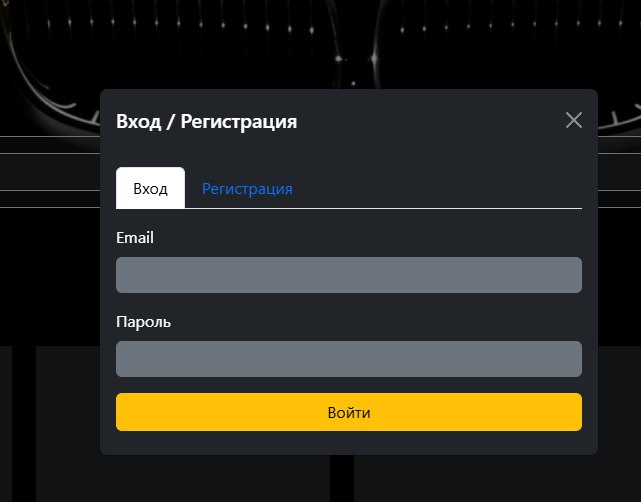 Вход / Регистрация
Вход Регистрация
Email
Пароль
Войти